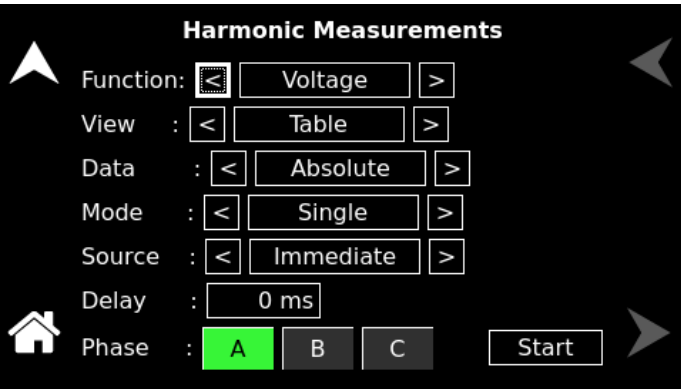 Harmonic Measurements
Function: < Voltage >
View : < Table >
Data : < Absolute >
Mode : < Single >
Source : < Immediate >
Delay : 0 ms
Phase : A B C Start